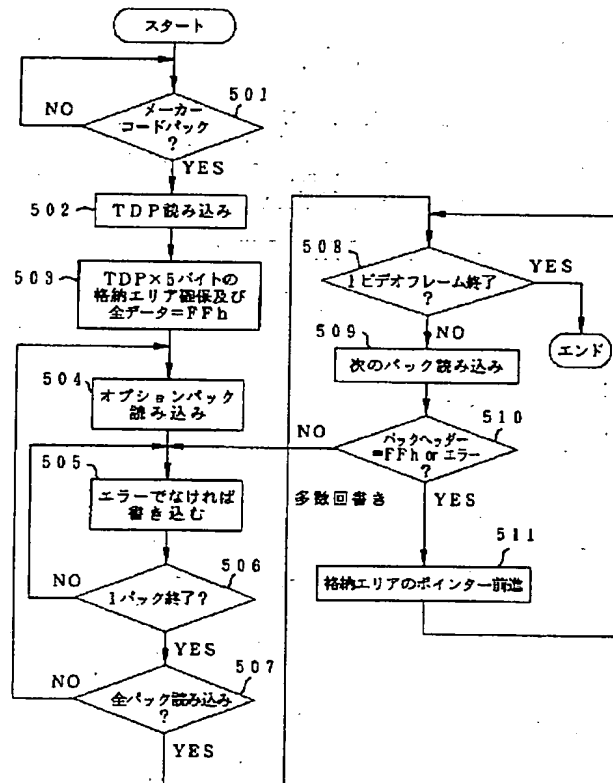 スタート
501
メーカー
コードパック
?
NO
YES
502
TDP読み込み
503
TDP×5バイトの
格納エリア確保及び
全データ=FFh
504
オプションパック
読み込み
505
エラーでなければ
書き込む
506
1パック終了?
NO
YES
507
全パック読み込み
?
NO
YES
508
1ビデオフレーム終了
?
YES
NO
エンド
509
次のパック読み込み
510
パックヘッダー
=FFh or エラー
?
NO
YES
多数回書き
511
格納エリアのポインター前進